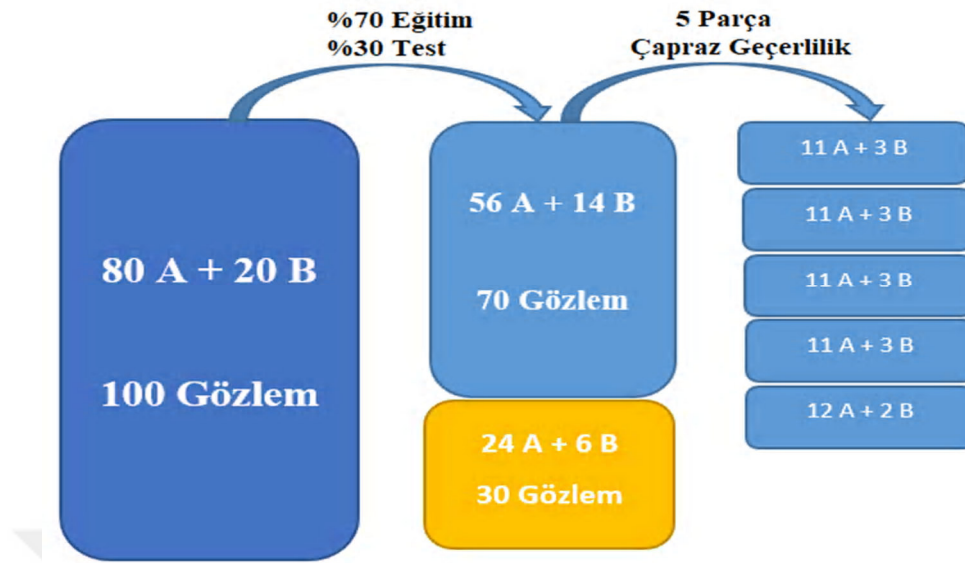 %70 Eğitim
%30 Test
5 Parça
Çapraz Geçerlilik
80 A + 20 B
100 Gözlem
56 A + 14 B
70 Gözlem
24 A + 6 B
30 Gözlem
11 A + 3 B
11 A + 3 B
11 A + 3 B
11 A + 3 B
12 A + 2 B